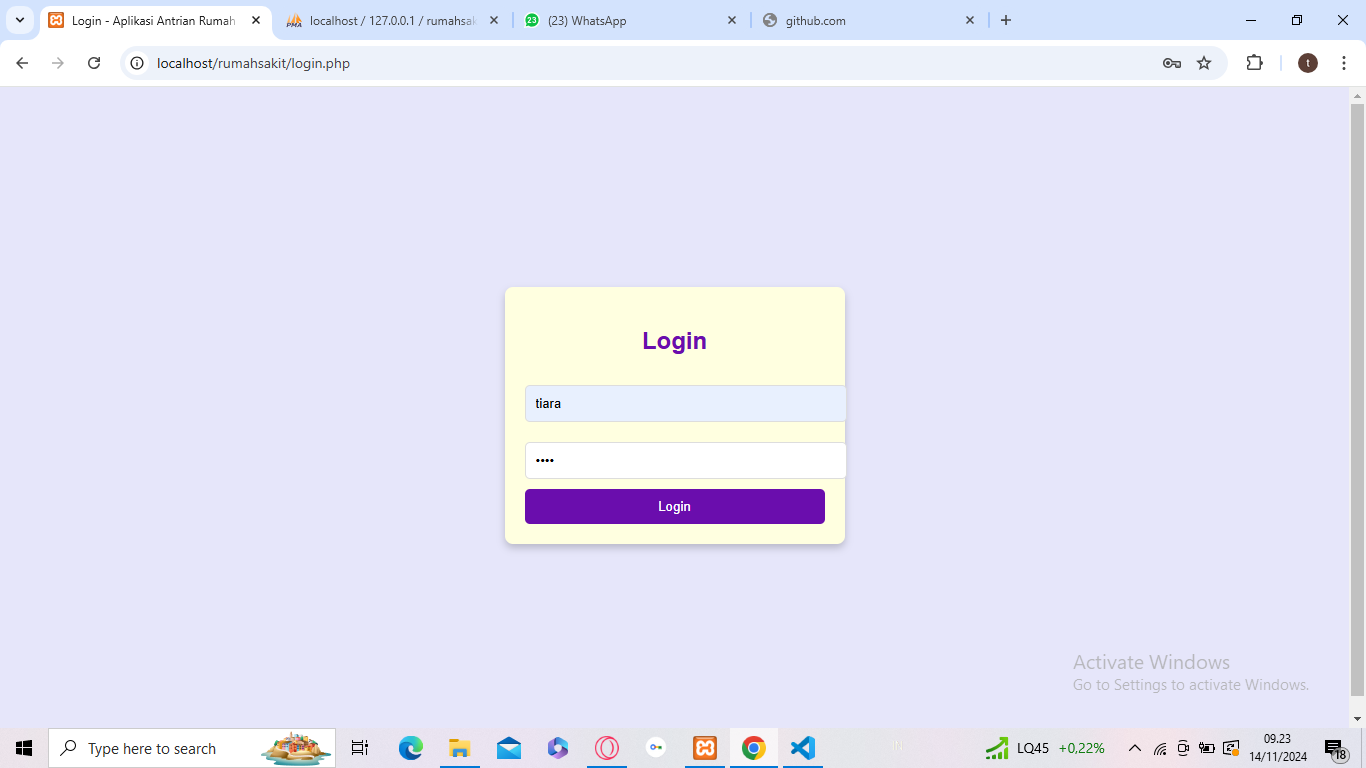 Login - Aplikasi Antrian Rumah
localhost / 127.0.0.1 / rumahsak
23
(23) WhatsApp
github.com
localhost/rumahsakit/login.php
t
Login
tiara
••••
Login
Activate Windows
Go to Settings to activate Windows.
Type here to search
LQ45 +0,22%
09.23
14/11/2024
18